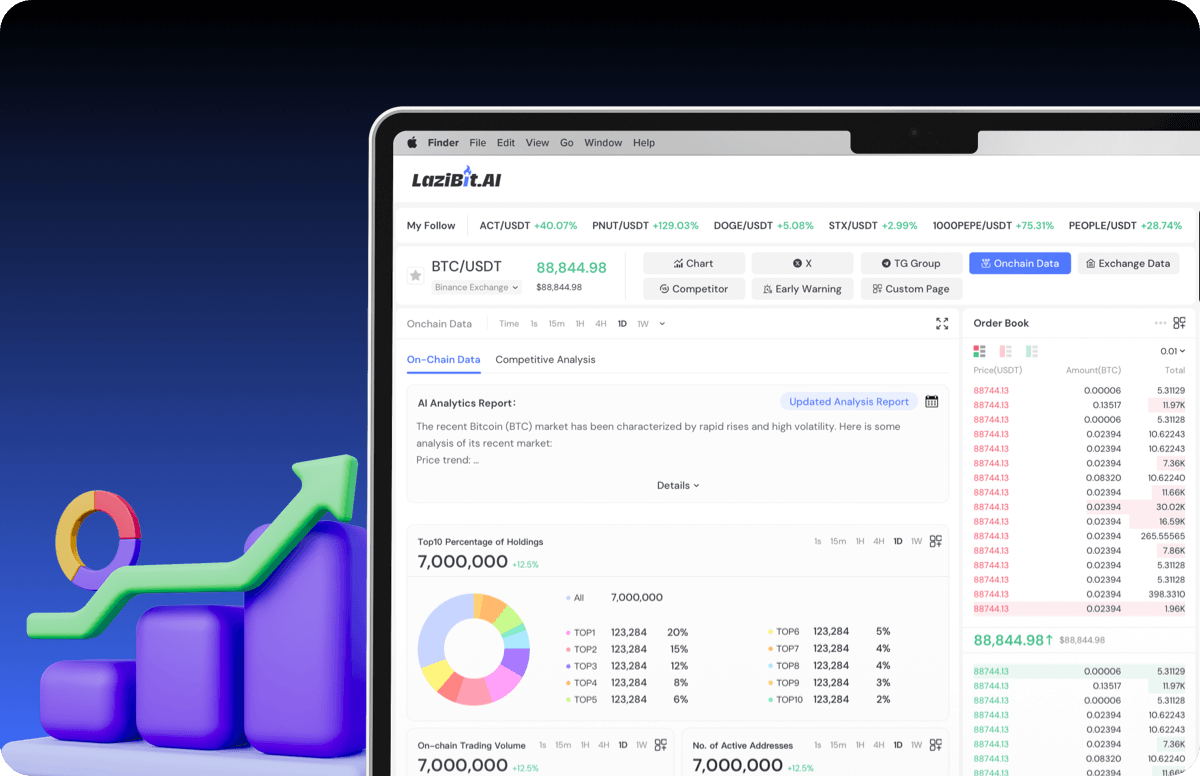 Finder File Edit View Go Window Help
LaziBit.AI
My Follow ACT/USDT +40.07% PNUT/USDT +129.03% DOGE/USDT +5.08% STX/USDT +2.99% 1000PEPE/USDT +75.31% PEOPLE/USDT +28.74%
BTC/USDT 88,844.98
Binance Exchange $88,844.98
Chart X TG Group Onchain Data Exchange Data
Competitor Early Warning Custom Page
Onchain Data Time 1s 15m 1H 4H 1D 1W
On-Chain Data Competitive Analysis
AI Analytics Report: Updated Analysis Report
The recent Bitcoin (BTC) market has been characterized by rapid rises and high volatility. Here is some
analysis of its recent market:
Price trend: ...
Details
Top10 Percentage of Holdings 1s 15m 1H 4H 1D 1W
7,000,000 +12.5%
All 7,000,000
TOP1 123,284 20%
TOP2 123,284 15%
TOP3 123,284 12%
TOP4 123,284 8%
TOP5 123,284 6%
TOP6 123,284 5%
TOP7 123,284 4%
TOP8 123,284 4%
TOP9 123,284 3%
TOP10 123,284 2%
On-chain Trading Volume 1s 15m 1H 4H 1D 1W
7,000,000 +12.5%
No. of Active Addresses 1s 15m 1H 4H 1D 1W
7,000,000 +12.5%
Order Book
0.01
Price(USDT) Amount(BTC) Total
88744.13 0.00006 5.31129
88744.13 0.13517 11.97K
88744.13 0.00006 5.31128
88744.13 0.02394 10.62243
88744.13 0.02394 10.62243
88744.13 0.02394 7.36K
88744.13 0.08320 10.62240
88744.13 0.02394 11.66K
88744.13 0.02394 30.02K
88744.13 0.02394 16.59K
88744.13 0.02394 265.55565
88744.13 0.02394 7.86K
88744.13 0.02394 5.31128
88744.13 0.02394 5.31128
88744.13 0.02394 398.3310
88744.13 0.02394 1.96K
88,844.98↑ $88,844.98
88744.13 0.00006 5.31129
88744.13 0.13517 11.97K
88744.13 0.00006 5.31128
88744.13 0.02394 10.62243
88744.13 0.02394 10.62243
88744.13 0.02394 7.36K
88744.13 0.08320 10.62240
88744.13 0.02394 11.66K